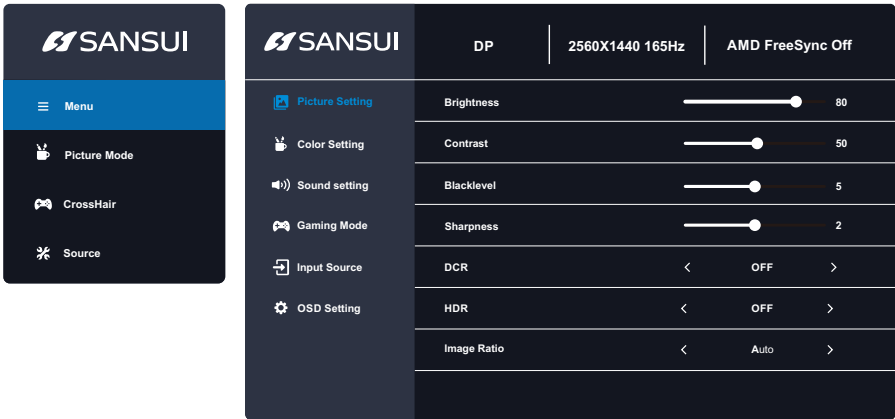 SANSUI
Menu
Picture Mode
CrossHair
Source
SANSUI
DP 2560X1440 165Hz AMD FreeSync Off
Picture Setting
Color Setting
Sound setting
Gaming Mode
Input Source
OSD Setting
Brightness 80
Contrast 50
Blacklevel 5
Sharpness 2
DCR < OFF >
HDR < OFF >
Image Ratio < Auto >